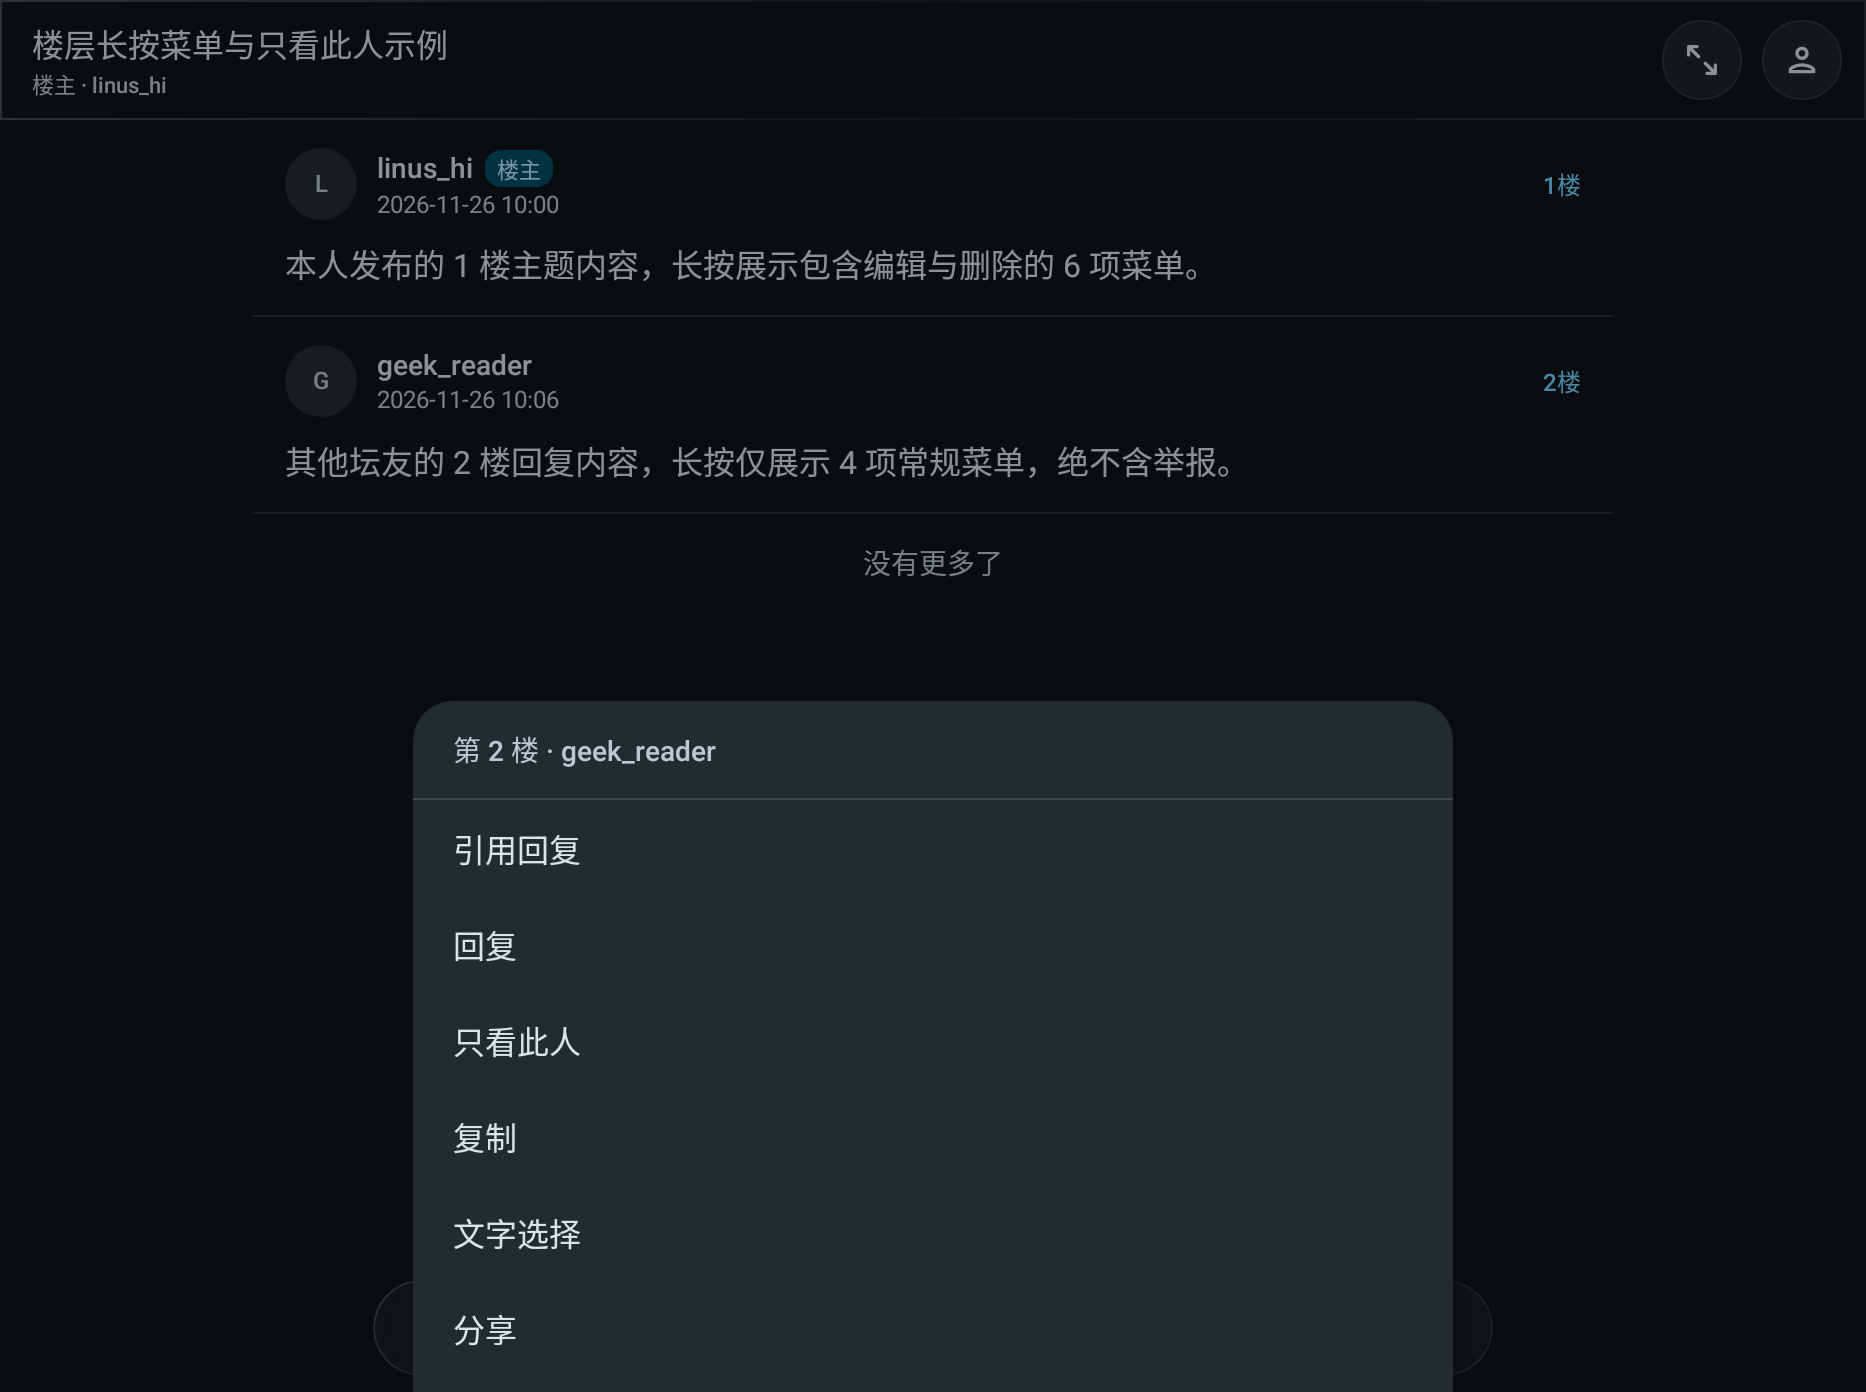 楼层长按菜单与只看此人示例
楼主 · linus_hi
L
linus_hi 楼主
2026-11-26 10:00
1楼
本人发布的 1 楼主题内容，长按展示包含编辑与删除的 6 项菜单。
G
geek_reader
2026-11-26 10:06
2楼
其他坛友的 2 楼回复内容，长按仅展示 4 项常规菜单，绝不含举报。
没有更多了
第 2 楼 · geek_reader
引用回复
回复
只看此人
复制
文字选择
分享